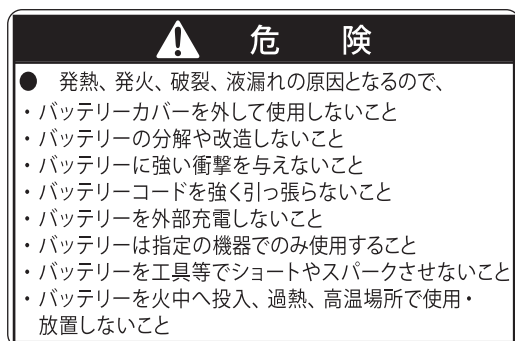 危 険
● 発熱、発火、破裂、液漏れの原因となるので、
・バッテリーカバーを外して使用しないこと
・バッテリーの分解や改造しないこと
・バッテリーに強い衝撃を与えないこと
・バッテリーコードを強く引っ張らないこと
・バッテリーを外部充電しないこと
・バッテリーは指定の機器でのみ使用すること
・バッテリーを工具等でショートやスパークさせないこと
・バッテリーを火中へ投入、過熱、高温場所で使用・
放置しないこと